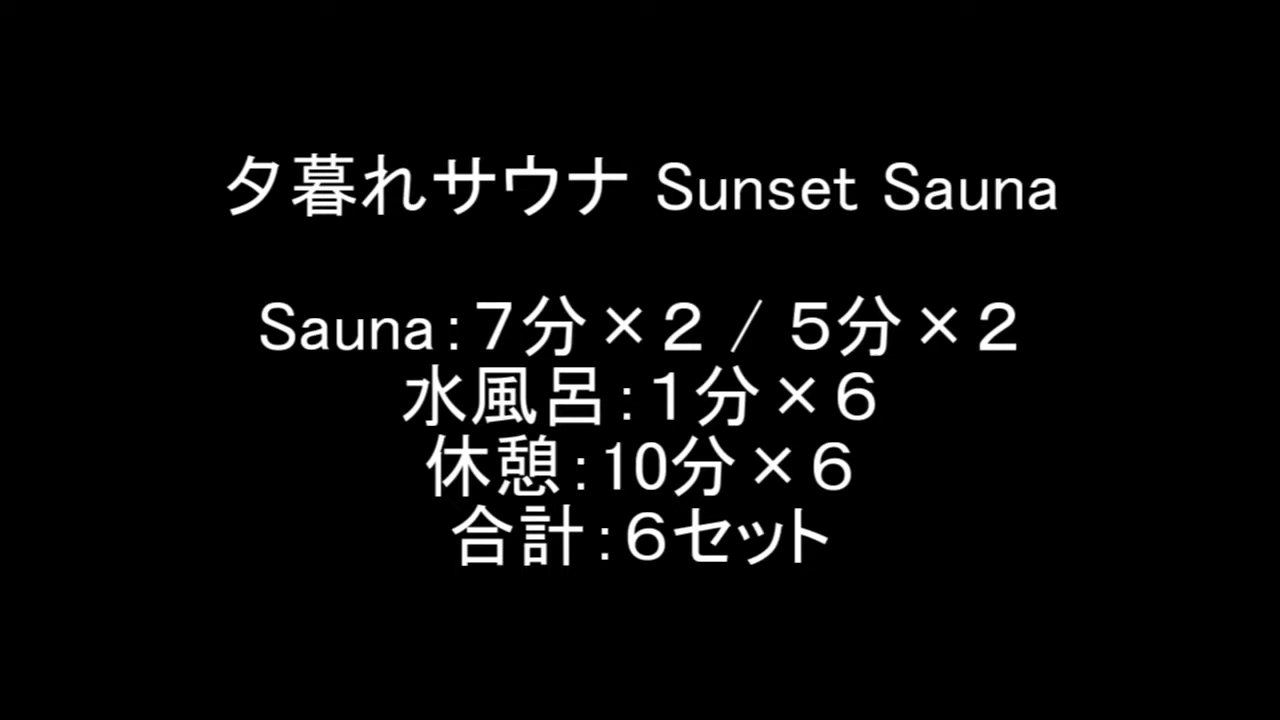 夕暮れサウナ Sunset Sauna
Sauna：７分×２ / ５分×２
水風呂：１分×６
休憩：10分×６
合計：６セット